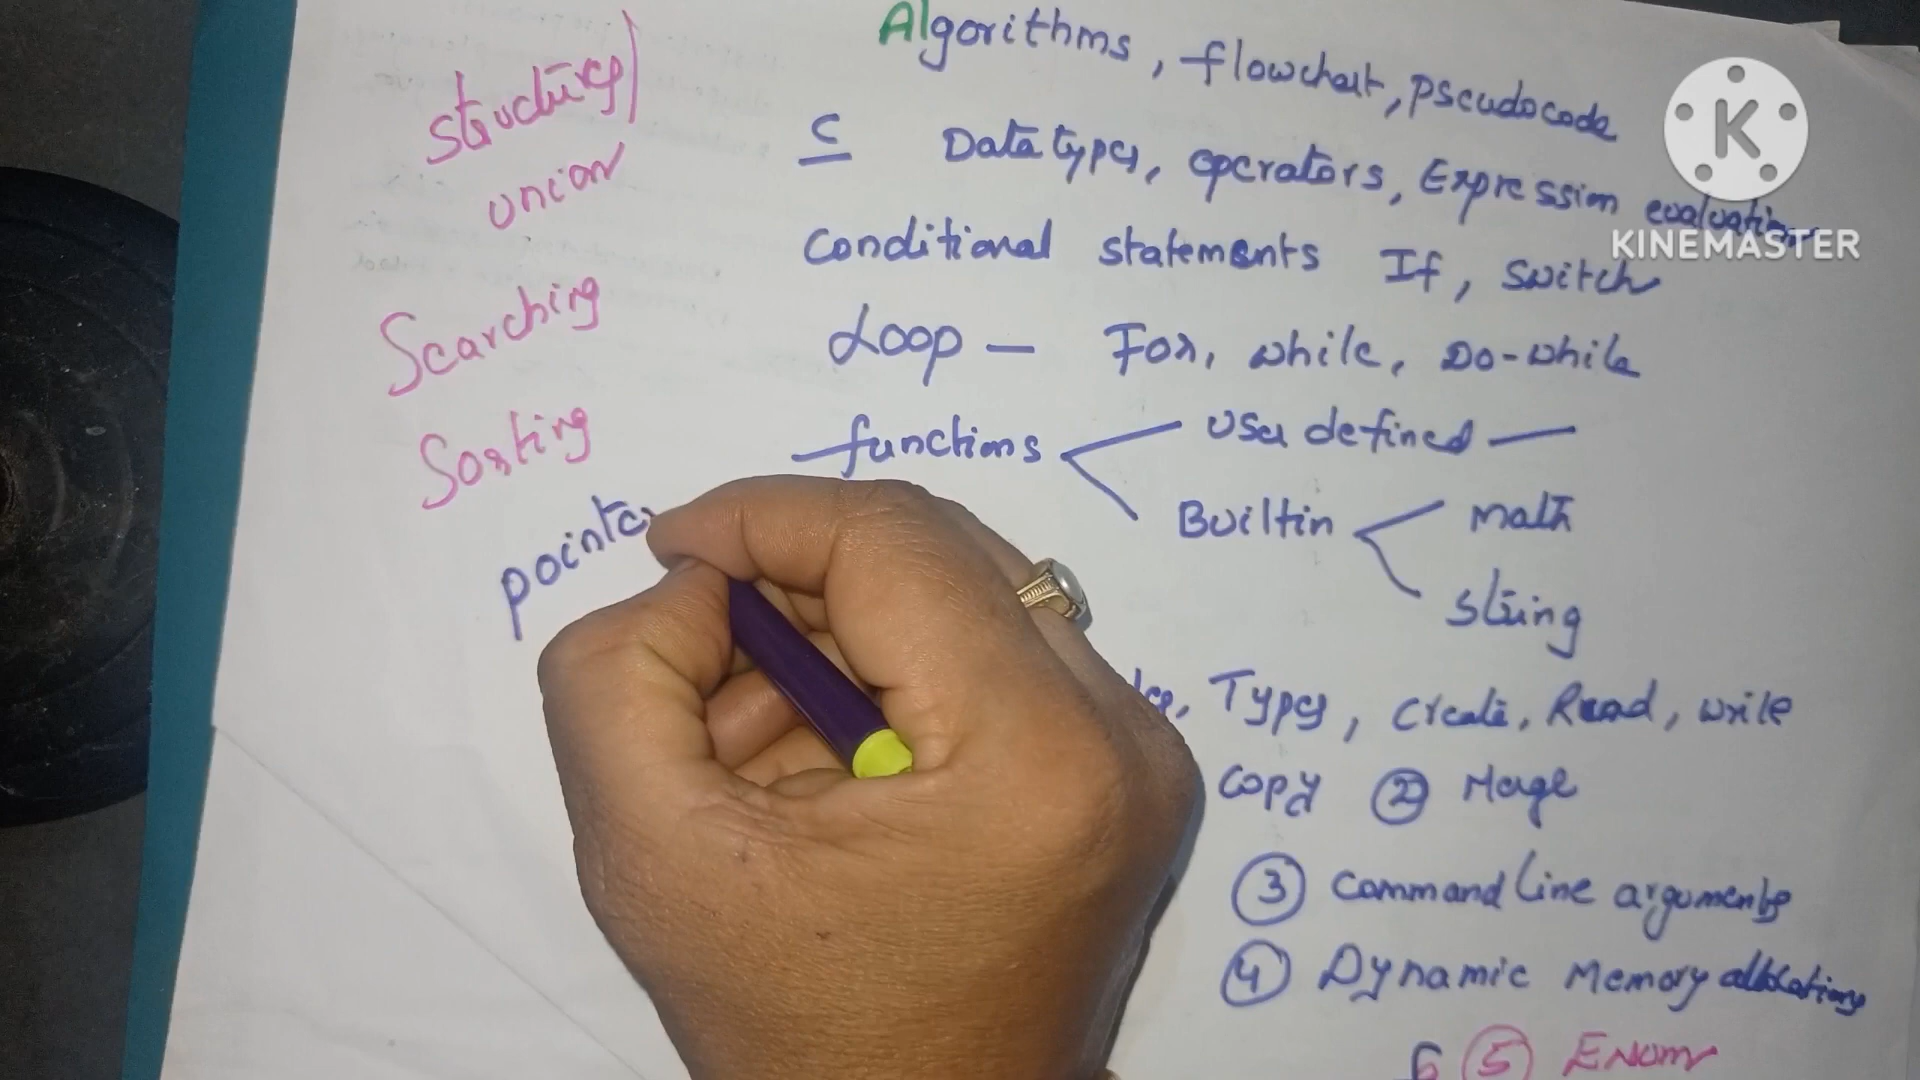 Algorithms, flowchart, pseudocode
C Data types, operators, Expression evaluation
Conditional statements If, switch
Loop - For, while, Do-while
functions User defined
Builtin math
string
Types, create, Read, write
copy ② Merge
③ command line arguments
④ Dynamic Memory allocations
⑤ Enum
structures/
union
Searching
Sorting
pointer
K
KINEMASTER